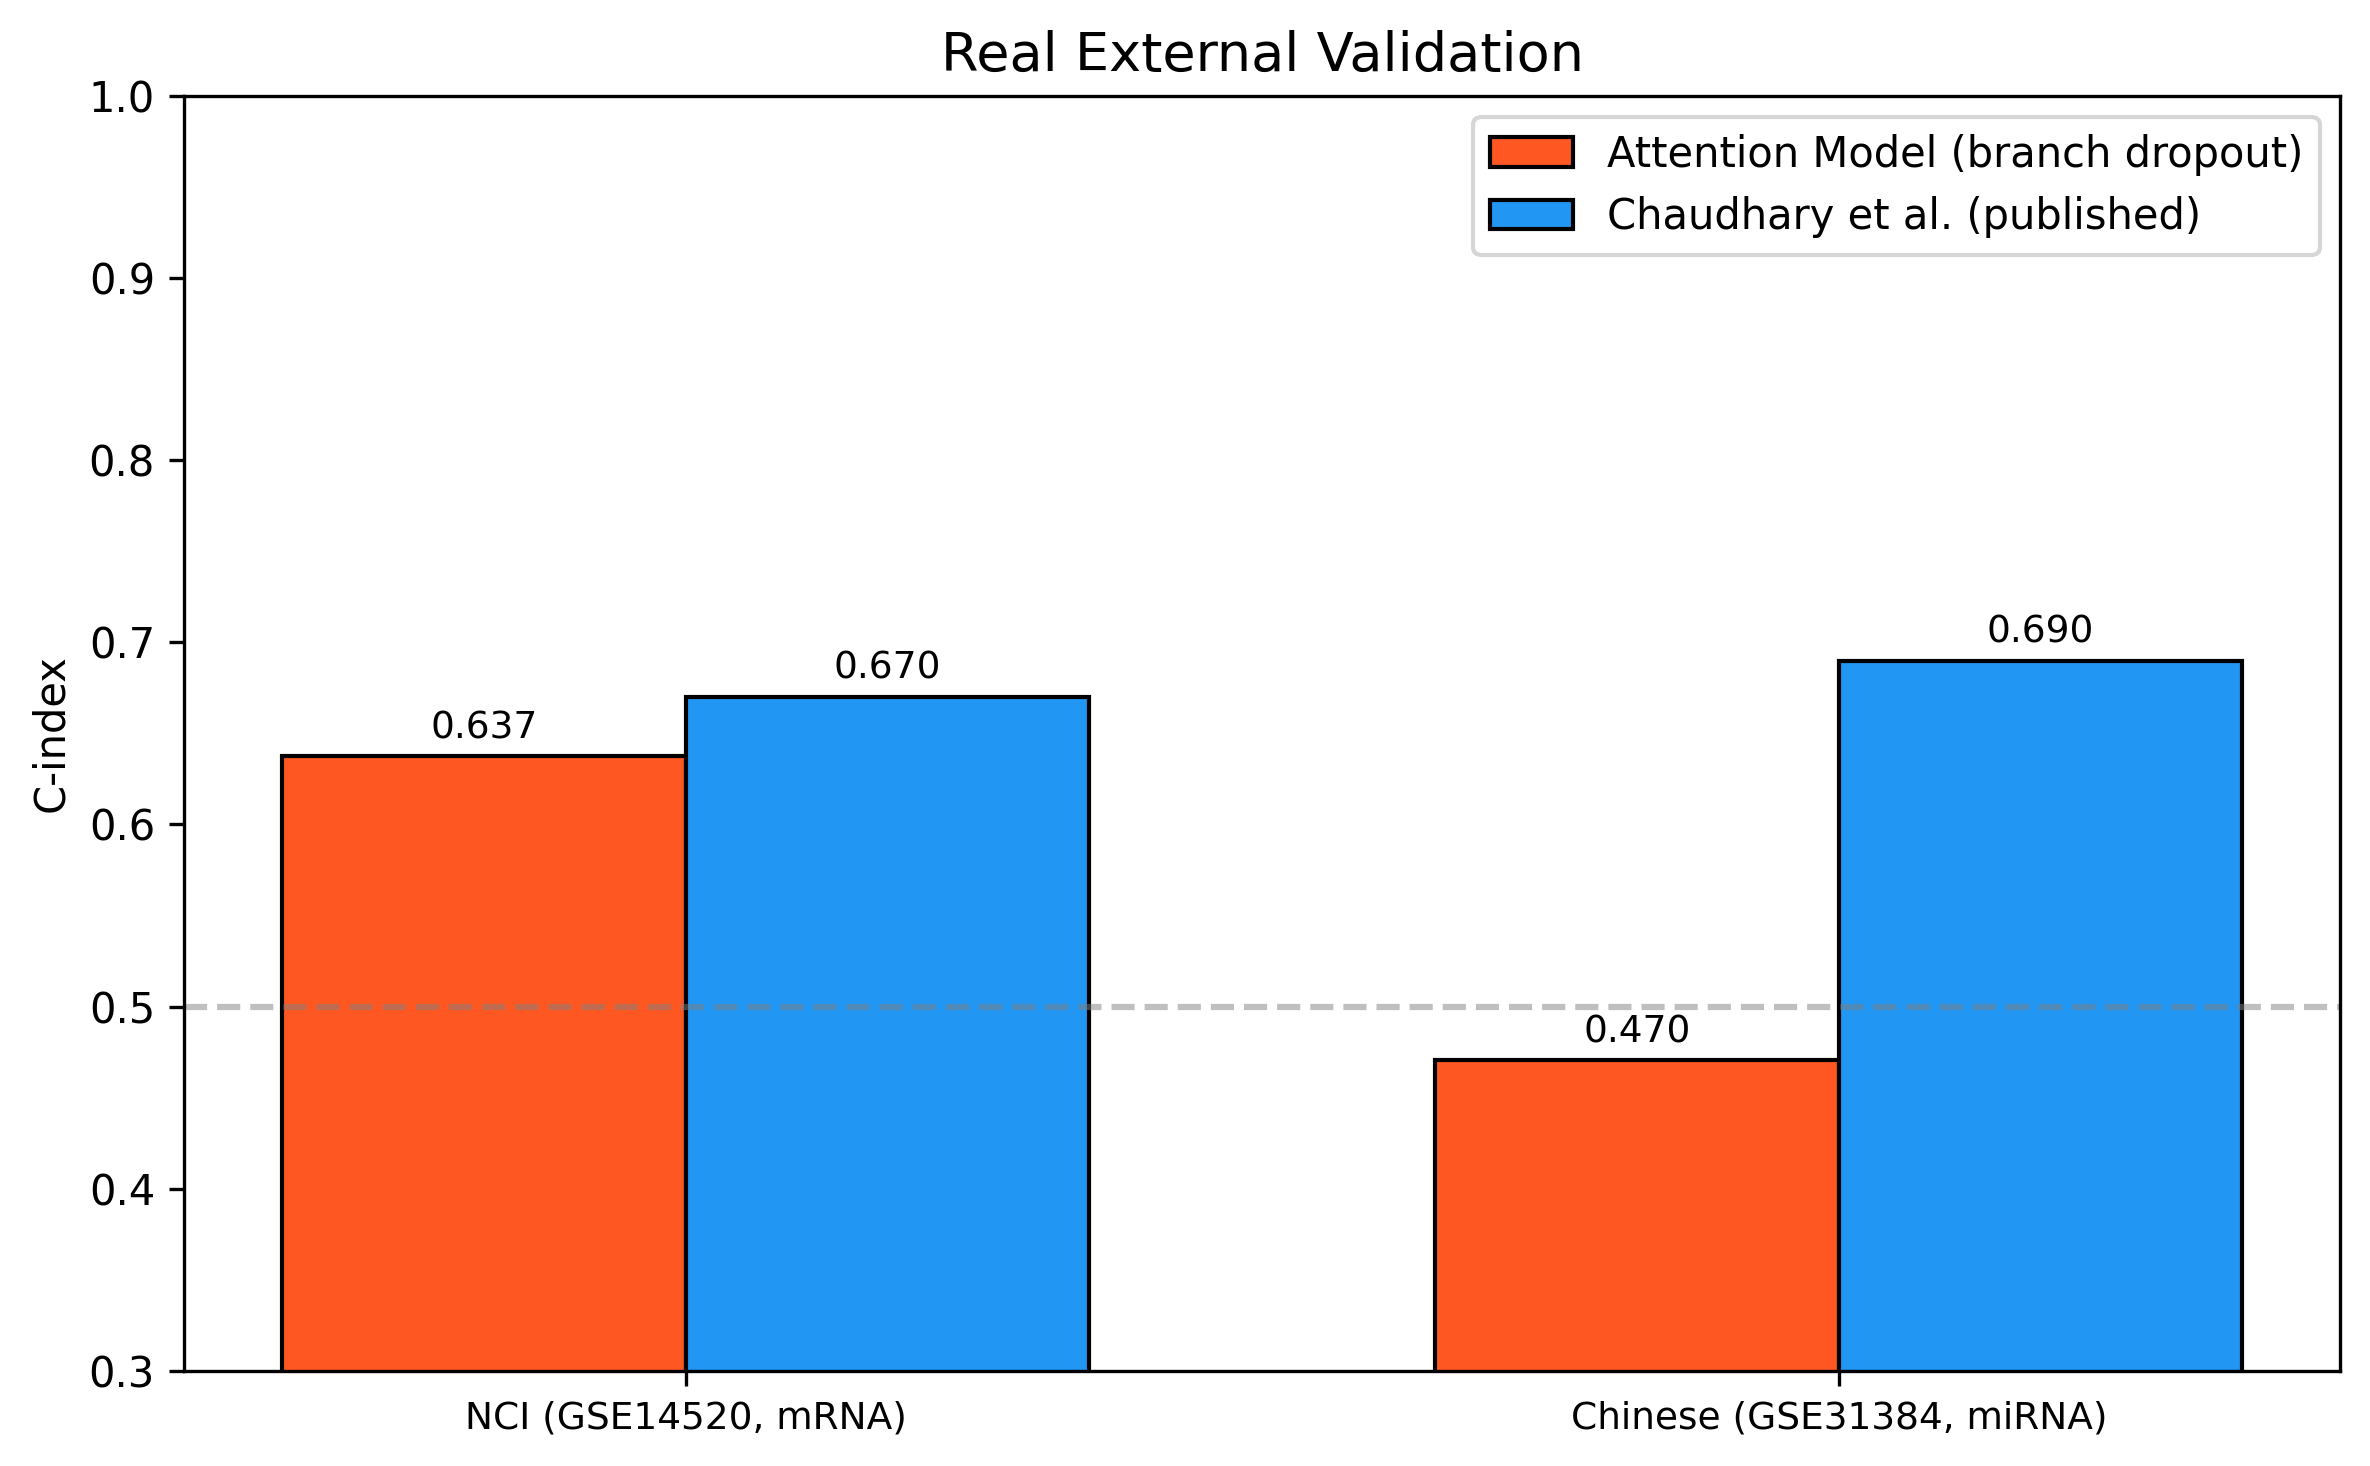 Real External Validation
1.0
0.9
0.8
0.7
0.6
0.5
0.4
0.3
C-index
Attention Model (branch dropout)
Chaudhary et al. (published)
0.637
0.670
0.470
0.690
NCI (GSE14520, mRNA)
Chinese (GSE31384, miRNA)